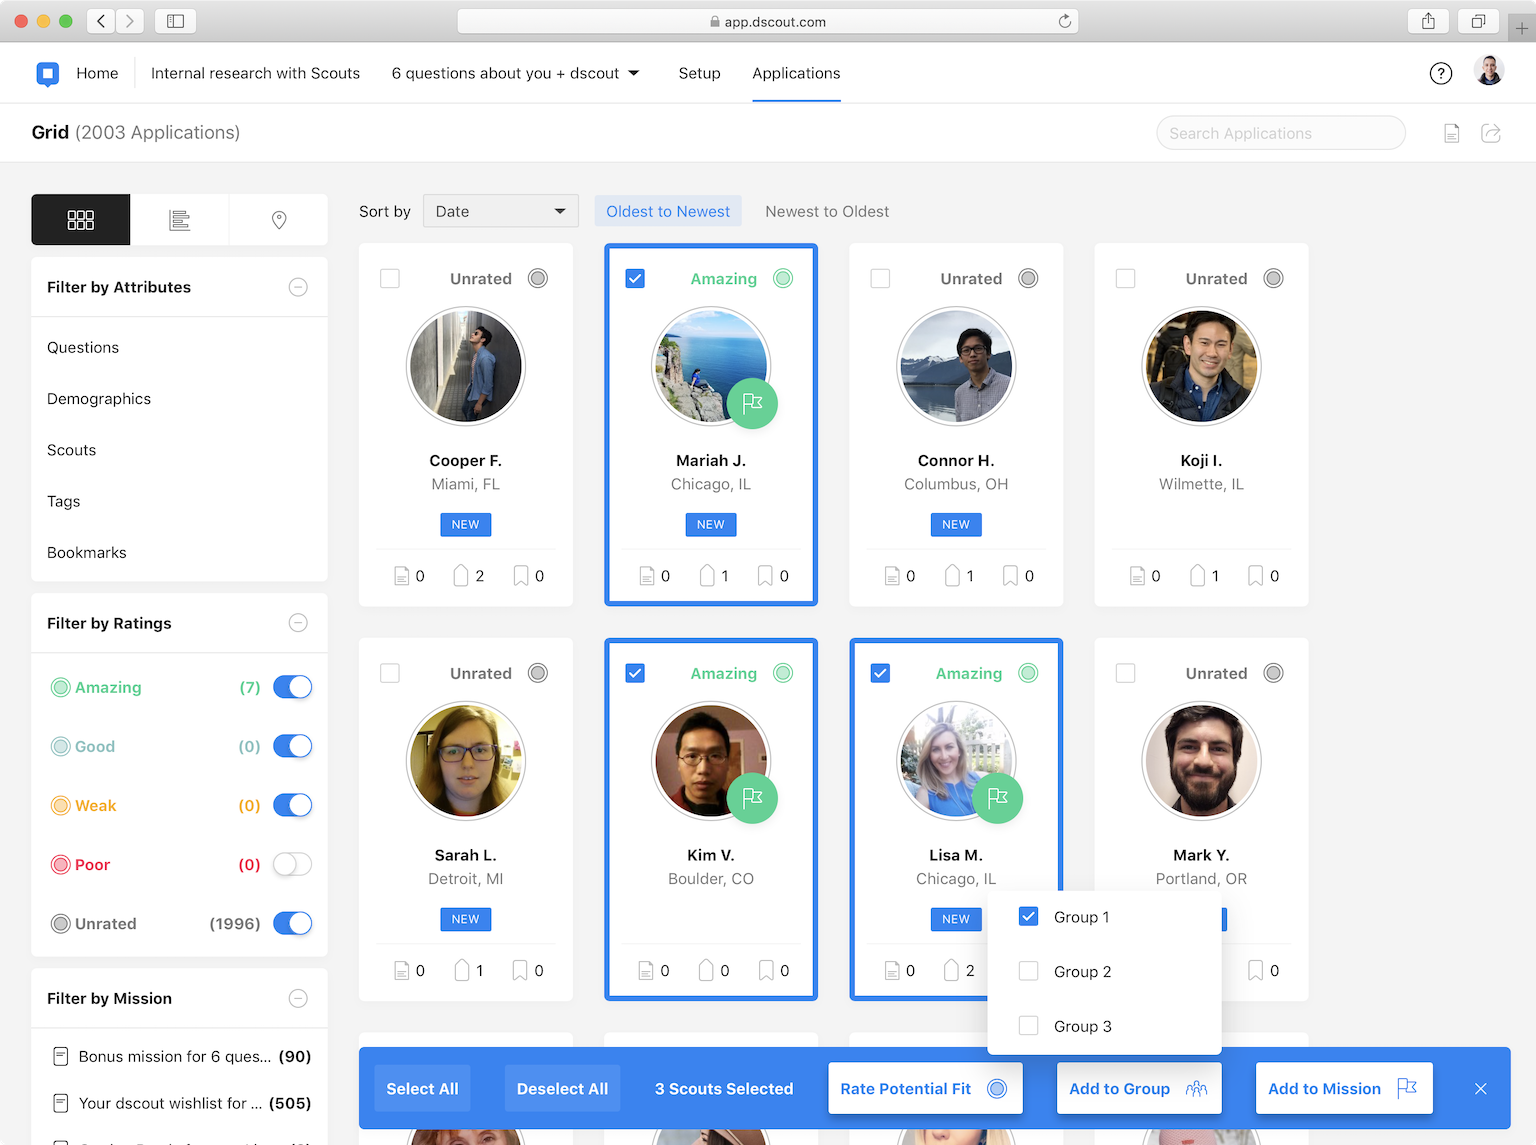 app.dscout.com
Home
Internal research with Scouts
6 questions about you + dscout
Setup
Applications
?
Grid (2003 Applications)
Search Applications
Sort by
Date
Oldest to Newest
Newest to Oldest
Filter by Attributes
Questions
Demographics
Scouts
Tags
Bookmarks
Filter by Ratings
Amazing (7)
Good (0)
Weak (0)
Poor (0)
Unrated (1996)
Filter by Mission
Bonus mission for 6 ques... (90)
Your dscout wishlist for ... (505)
Unrated
Cooper F.
Miami, FL
NEW
0 2 0
Amazing
Mariah J.
Chicago, IL
NEW
0 1 0
Unrated
Connor H.
Columbus, OH
NEW
0 1 0
Unrated
Koji I.
Wilmette, IL
0 1 0
Unrated
Sarah L.
Detroit, MI
NEW
0 1 0
Amazing
Kim V.
Boulder, CO
0 0 0
Amazing
Lisa M.
Chicago, IL
NEW
0 2
Unrated
Mark Y.
Portland, OR
0
Group 1
Group 2
Group 3
Select All
Deselect All
3 Scouts Selected
Rate Potential Fit
Add to Group
Add to Mission